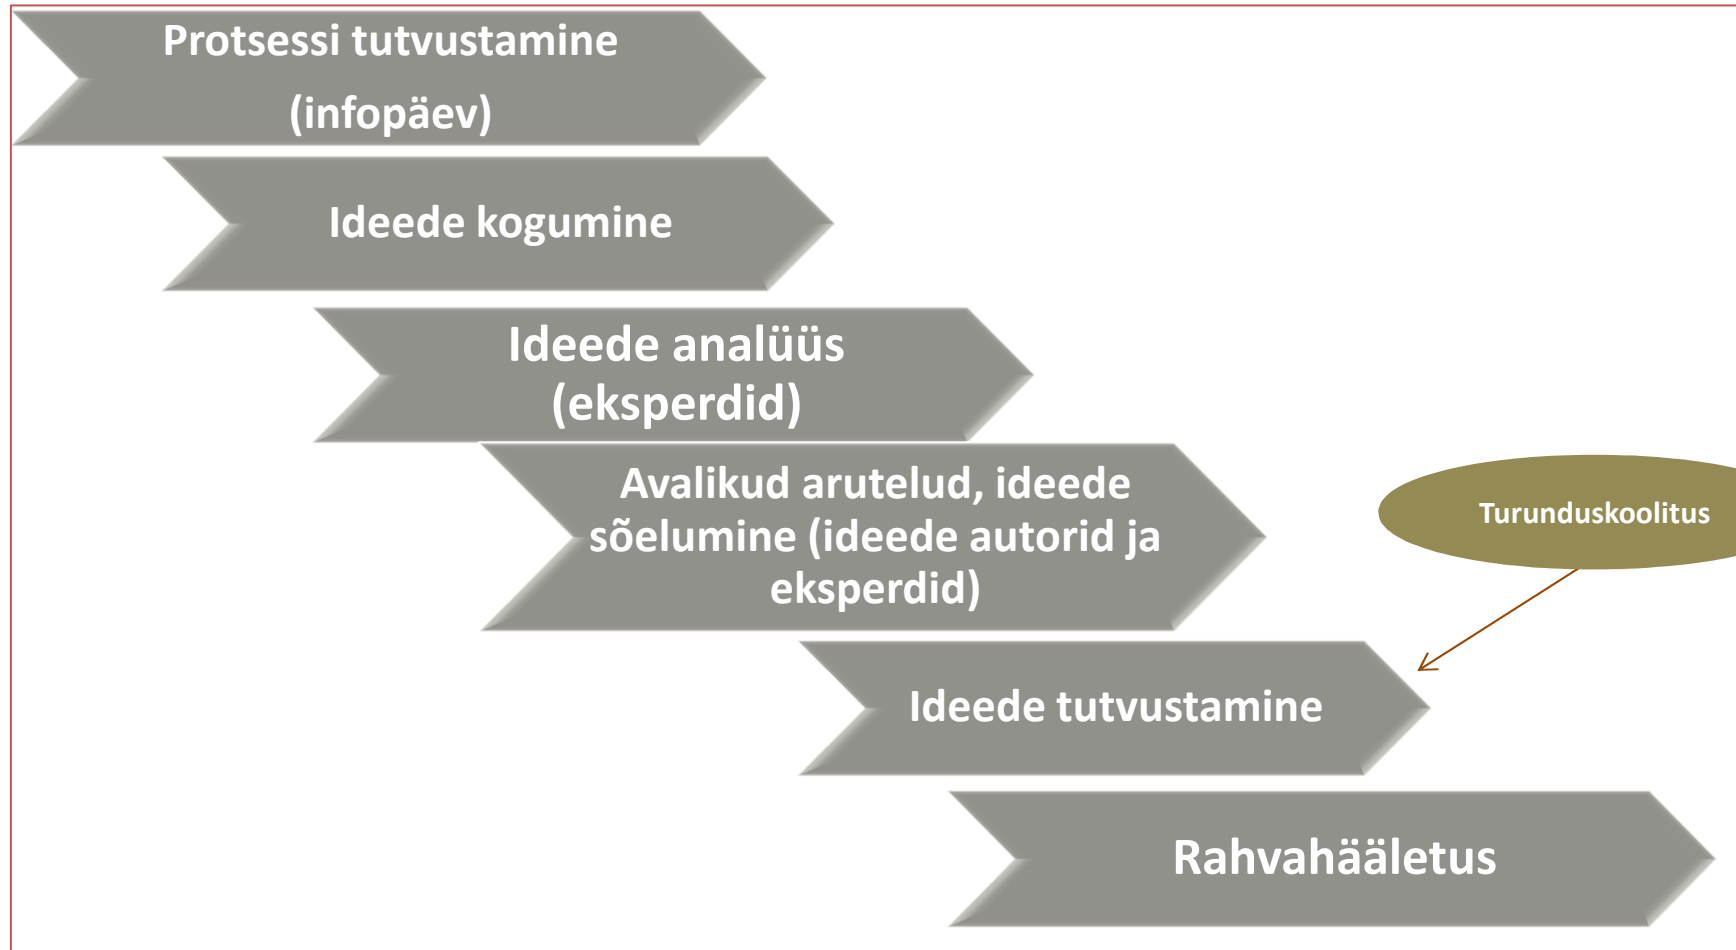 Protsessi tutvustamine
(infopäev)
Ideede kogumine
Ideede analüüs
(eksperdid)
Avalikud arutelud, ideede
sõelumine (ideede autorid ja
eksperdid)
Turunduskoolitus
Ideede tutvustamine
Rahvahääletus